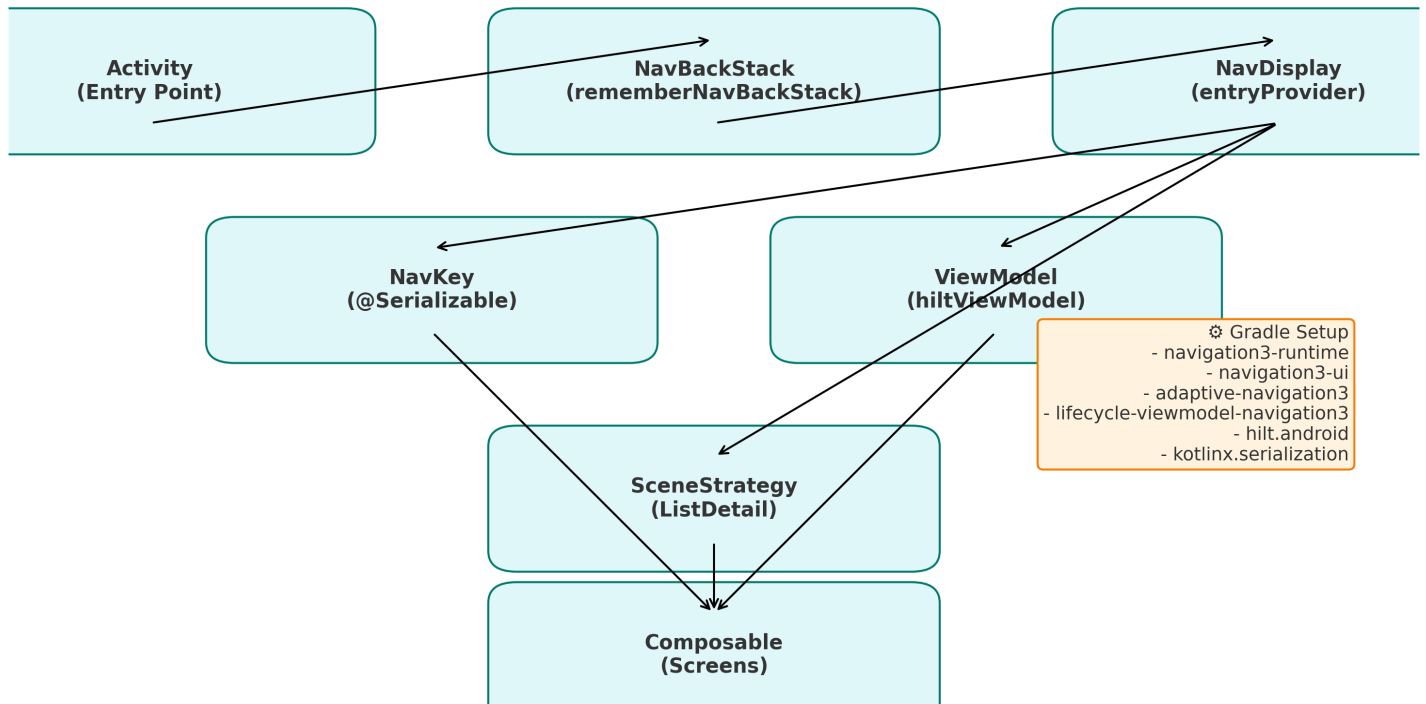 Activity
(Entry Point)
NavBackStack
(rememberNavBackStack)
NavDisplay
(entryProvider)
NavKey
(@Serializable)
ViewModel
(hiltViewModel)
⚙ Gradle Setup
- navigation3-runtime
- navigation3-ui
- adaptive-navigation3
- lifecycle-viewmodel-navigation3
- hilt.android
- kotlinx.serialization
SceneStrategy
(ListDetail)
Composable
(Screens)